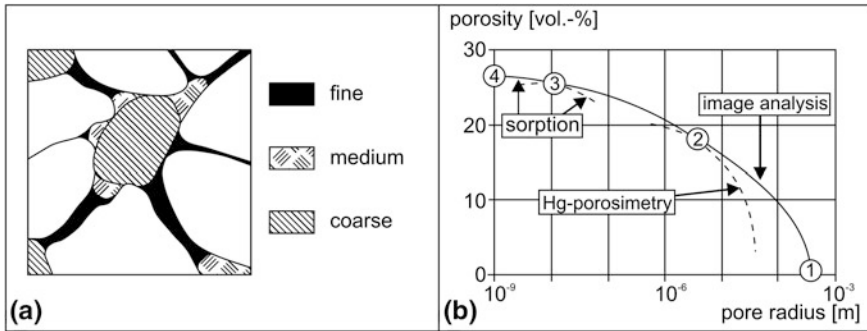 (a)
fine
medium
coarse
(b)
porosity [vol.-%]
30
20
10
0
4
3
2
1
sorption
image analysis
Hg-porosimetry
10⁻⁹
10⁻⁶
10⁻³
pore radius [m]